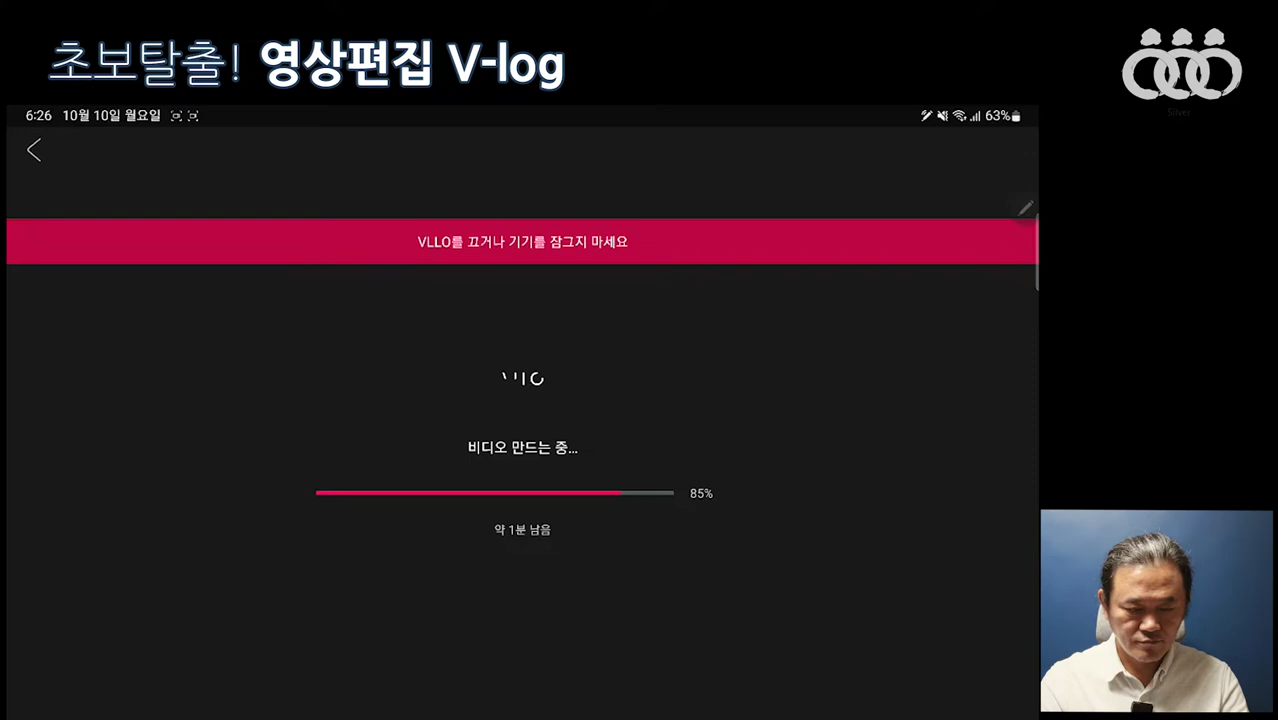 초보탈출! 영상편집 V-log
Silver
6:26 10월 10일 월요일 63%
VLLO를 끄거나 기기를 잠그지 마세요
비디오 만드는 중...
85%
약 1분 남음